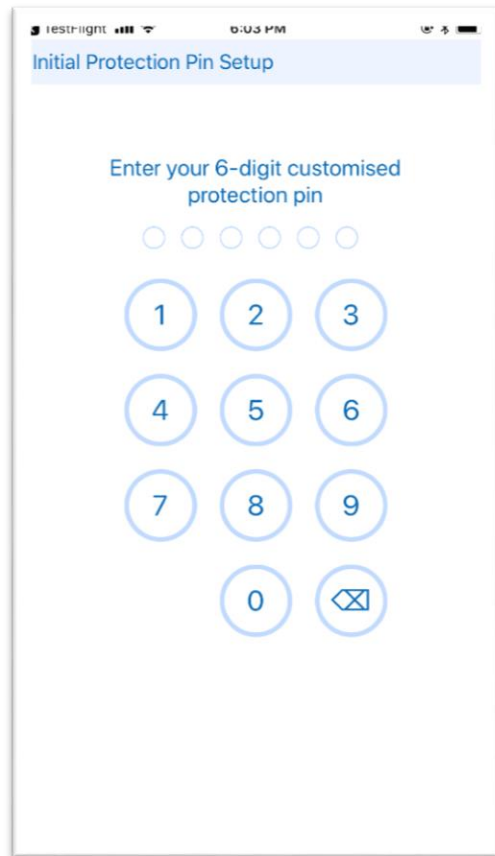 TestFlight
6:03 PM
Initial Protection Pin Setup
Enter your 6-digit customised
protection pin
1 2 3
4 5 6
7 8 9
0